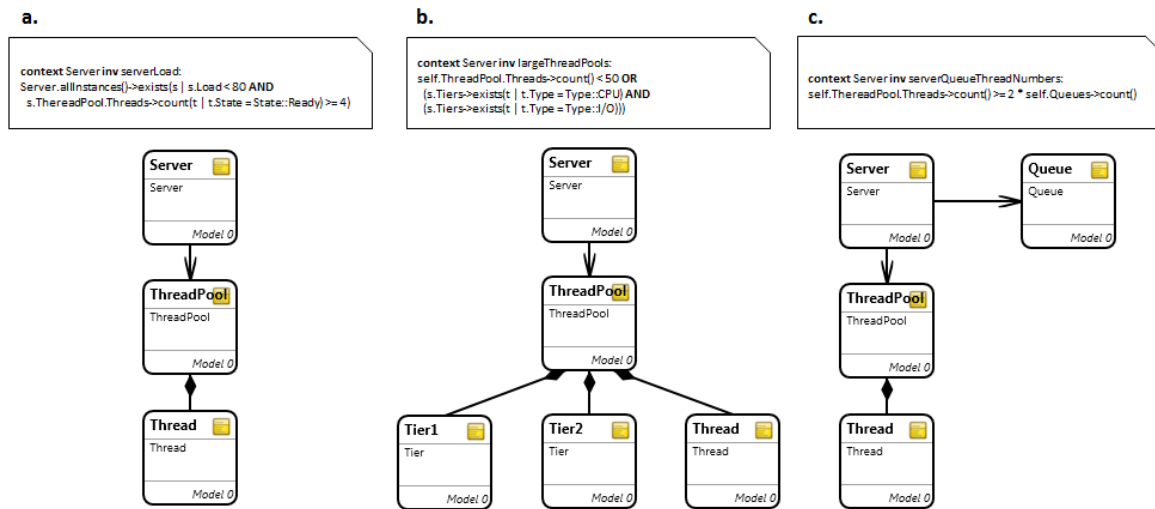 a.
context Server inv serverLoad:
Server.allInstances()->exists(s | s.Load < 80 AND
s.ThereadPool.Threads->count(t | t.State = State::Ready) >= 4)
Server
Server
Model 0
ThreadPool
ThreadPool
Model 0
Thread
Thread
Model 0
b.
context Server inv largeThreadPools:
self.ThreadPool.Threads->count() < 50 OR
(s.Tiers->exists(t | t.Type = Type::CPU) AND
(s.Tiers->exists(t | t.Type = Type::I/O)))
Server
Server
Model 0
ThreadPool
ThreadPool
Model 0
Tier1
Tier
Model 0
Tier2
Tier
Model 0
Thread
Thread
Model 0
c.
context Server inv serverQueueThreadNumbers:
self.ThereadPool.Threads->count() >= 2 * self.Queues->count()
Server
Server
Model 0
Queue
Queue
Model 0
ThreadPool
ThreadPool
Model 0
Thread
Thread
Model 0